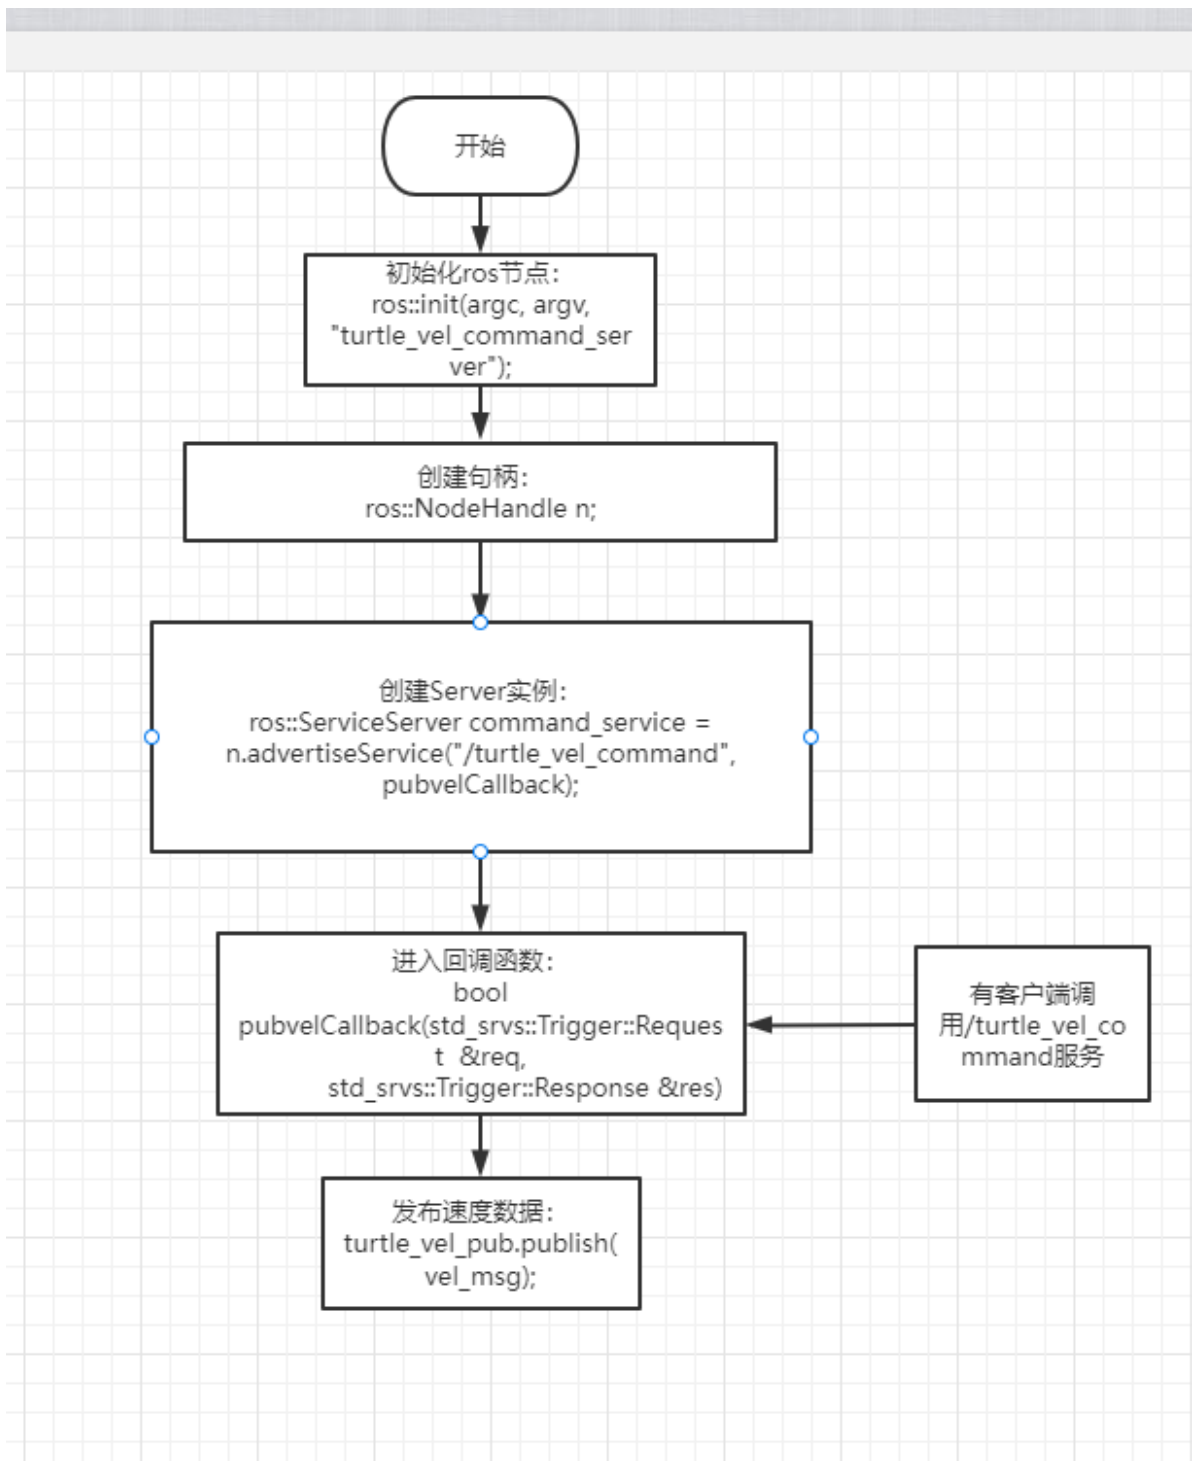 开始
初始化ros节点：
ros::init(argc, argv,
"turtle_vel_command_ser
ver");
创建句柄：
ros::NodeHandle n;
创建Server实例：
ros::ServiceServer command_service =
n.advertiseService("/turtle_vel_command",
pubvelCallback);
进入回调函数：
bool
pubvelCallback(std_srvs::Trigger::Reques
t  &req,
std_srvs::Trigger::Response &res)
有客户端调
用/turtle_vel_co
mmand服务
发布速度数据：
turtle_vel_pub.publish(
vel_msg);